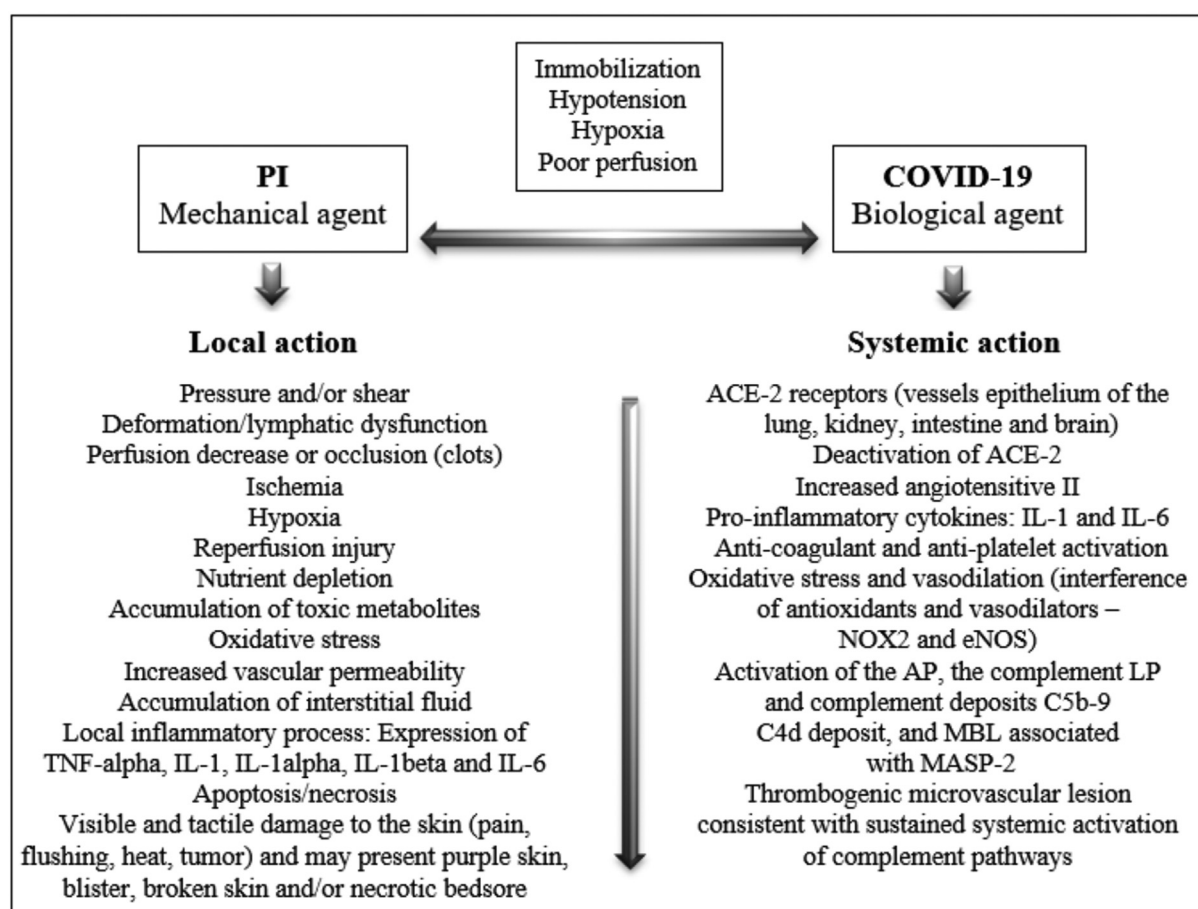 Immobilization
Hypotension
Hypoxia
Poor perfusion
PI
Mechanical agent
COVID-19
Biological agent
Local action
Pressure and/or shear
Deformation/lymphatic dysfunction
Perfusion decrease or occlusion (clots)
Ischemia
Hypoxia
Reperfusion injury
Nutrient depletion
Accumulation of toxic metabolites
Oxidative stress
Increased vascular permeability
Accumulation of interstitial fluid
Local inflammatory process: Expression of
TNF-alpha, IL-1, IL-1alpha, IL-1beta and IL-6
Apoptosis/necrosis
Visible and tactile damage to the skin (pain,
flushing, heat, tumor) and may present purple skin,
blister, broken skin and/or necrotic bedsore
Systemic action
ACE-2 receptors (vessels epithelium of the
lung, kidney, intestine and brain)
Deactivation of ACE-2
Increased angiotensitive II
Pro-inflammatory cytokines: IL-1 and IL-6
Anti-coagulant and anti-platelet activation
Oxidative stress and vasodilation (interference
of antioxidants and vasodilators –
NOX2 and eNOS)
Activation of the AP, the complement LP
and complement deposits C5b-9
C4d deposit, and MBL associated
with MASP-2
Thrombogenic microvascular lesion
consistent with sustained systemic activation
of complement pathways